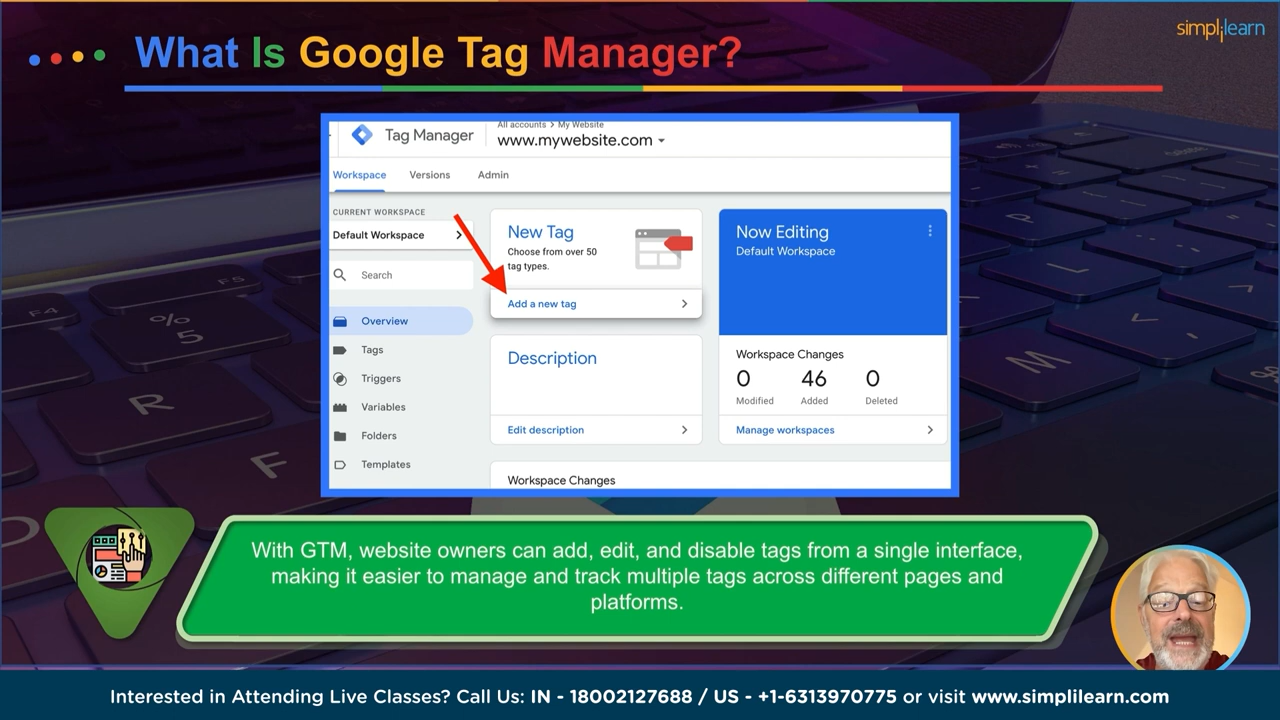 simplilearn
What Is Google Tag Manager?
Tag Manager
All accounts > My Website
www.mywebsite.com
Workspace Versions Admin
CURRENT WORKSPACE
Default Workspace
Search
Overview
Tags
Triggers
Variables
Folders
Templates
New Tag
Choose from over 50
tag types.
Add a new tag
Description
Edit description
Workspace Changes
Now Editing
Default Workspace
Workspace Changes
0 46 0
Modified Added Deleted
Manage workspaces
F4
F5
%
5
R
F
M
With GTM, website owners can add, edit, and disable tags from a single interface,
making it easier to manage and track multiple tags across different pages and
platforms.
Interested in Attending Live Classes? Call Us: IN - 18002127688 / US - +1-6313970775 or visit www.simplilearn.com